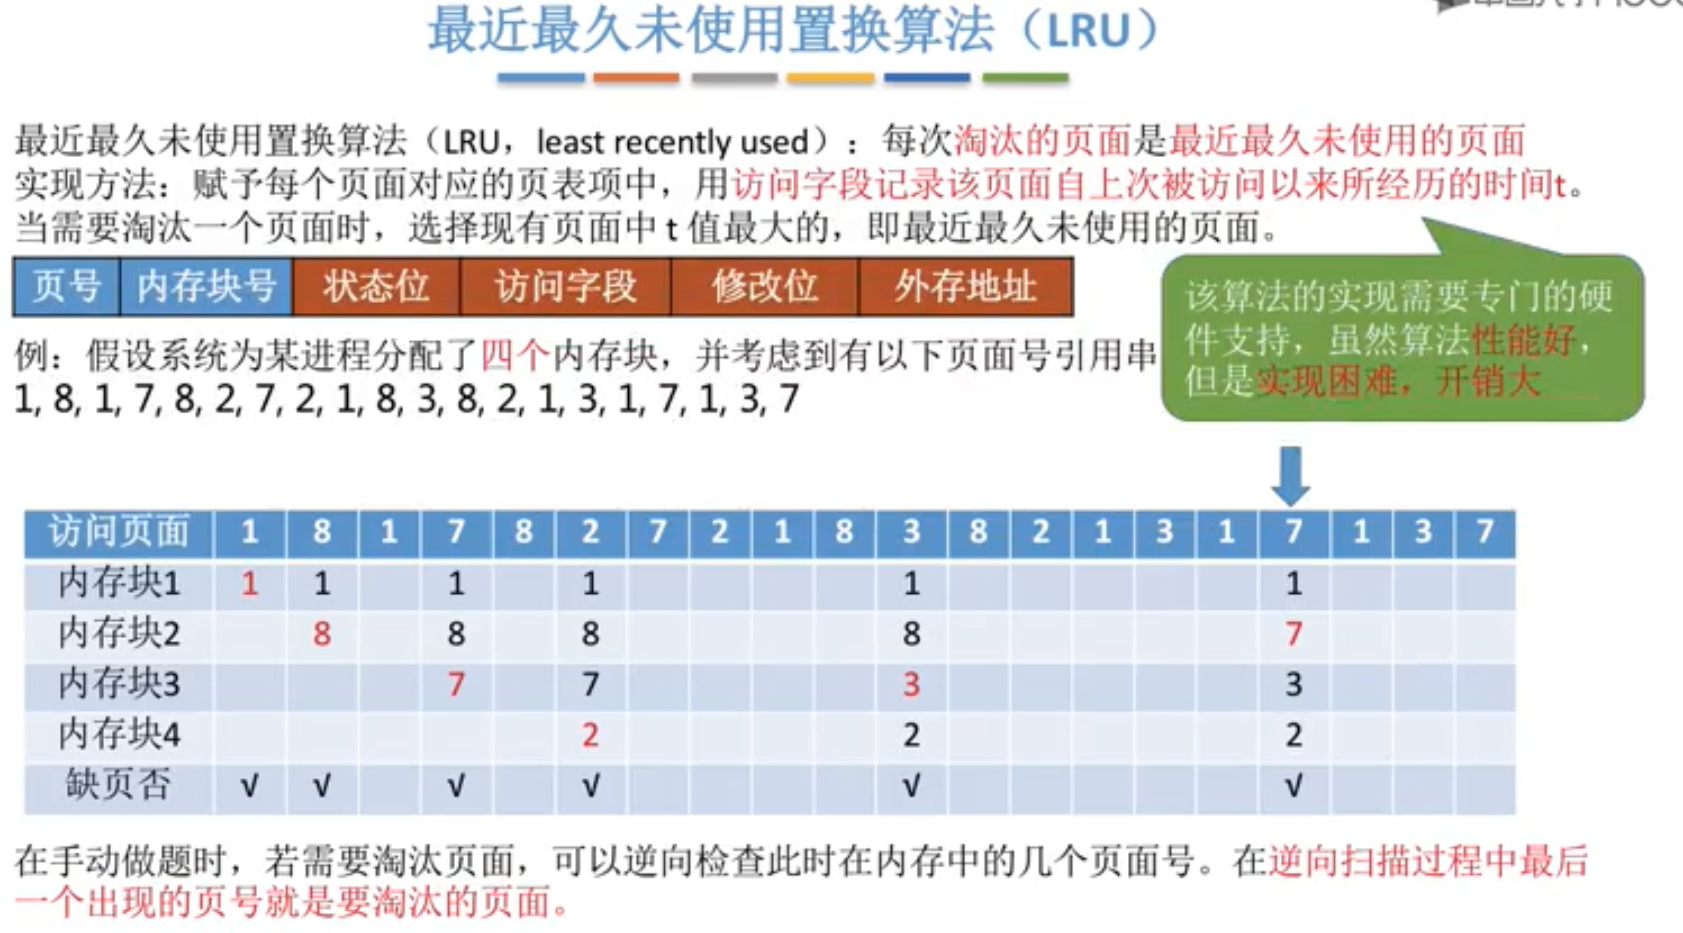 最近最久未使用置换算法（LRU）
最近最久未使用置换算法（LRU，least recently used）：每次淘汰的页面是最近最久未使用的页面
实现方法：赋予每个页面对应的页表项中，用访问字段记录该页面自上次被访问以来所经历的时间t。
当需要淘汰一个页面时，选择现有页面中 t 值最大的，即最近最久未使用的页面。
页号 内存块号 状态位 访问字段 修改位 外存地址
该算法的实现需要专门的硬
件支持，虽然算法性能好，
但是实现困难，开销大
例：假设系统为某进程分配了四个内存块，并考虑到有以下页面号引用串
1, 8, 1, 7, 8, 2, 7, 2, 1, 8, 3, 8, 2, 1, 3, 1, 7, 1, 3, 7
访问页面 1 8 1 7 8 2 7 2 1 8 3 8 2 1 3 1 7 1 3 7
内存块1 1 1 1 1 1 1
内存块2 8 8 8 8 7
内存块3 7 7 3 3
内存块4 2 2 2
缺页否 √ √ √ √ √ √
在手动做题时，若需要淘汰页面，可以逆向检查此时在内存中的几个页面号。在逆向扫描过程中最后
一个出现的页号就是要淘汰的页面。